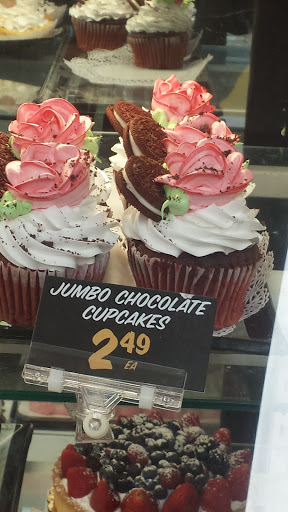 JUMBO CHOCOLATE
CUPCAKES
2.49
EA